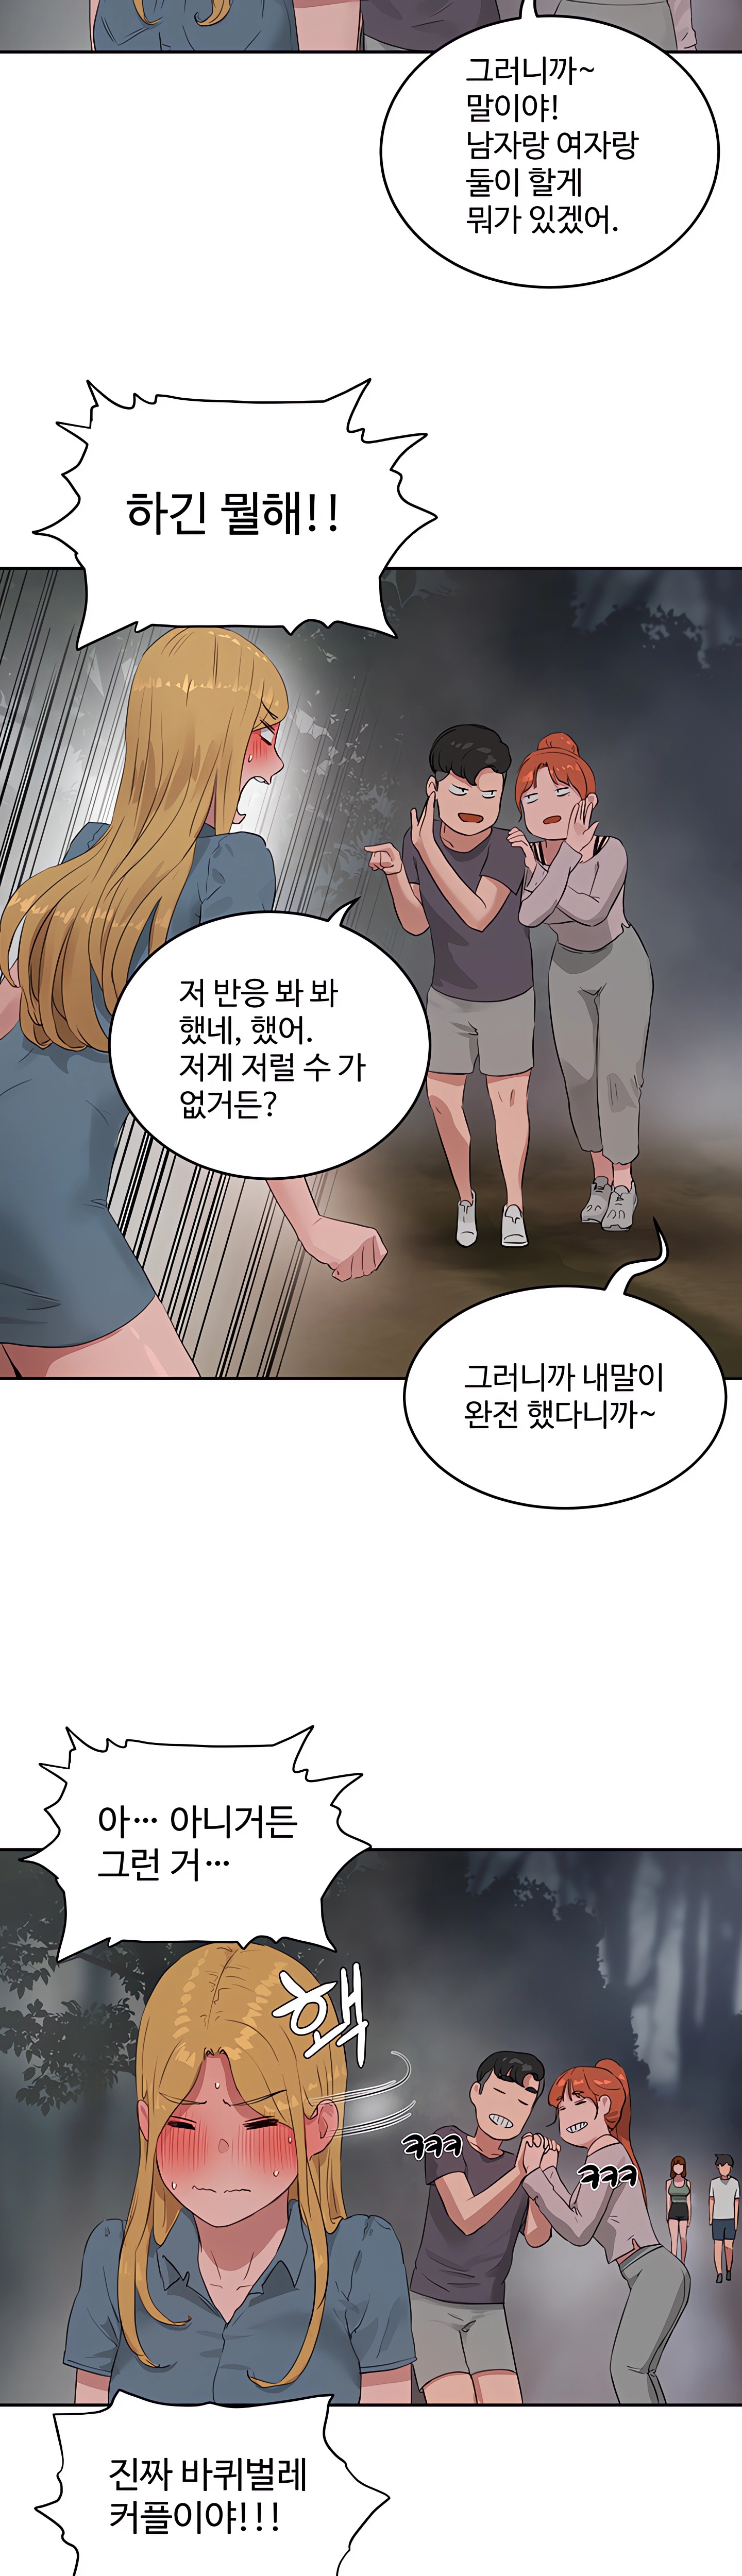 그러니까~
말이야!
남자랑 여자랑
둘이 할게
뭐가 있겠어.
하긴 뭘해!!
저 반응 봐 봐
했네, 했어.
저게 저럴 수 가
없거든?
그러니까 내말이
완전 했다니까~
아… 아니거든
그런 거…
홱
ㅋㅋㅋ
ㅋㅋㅋ
진짜 바퀴벌레
커플이야!!!